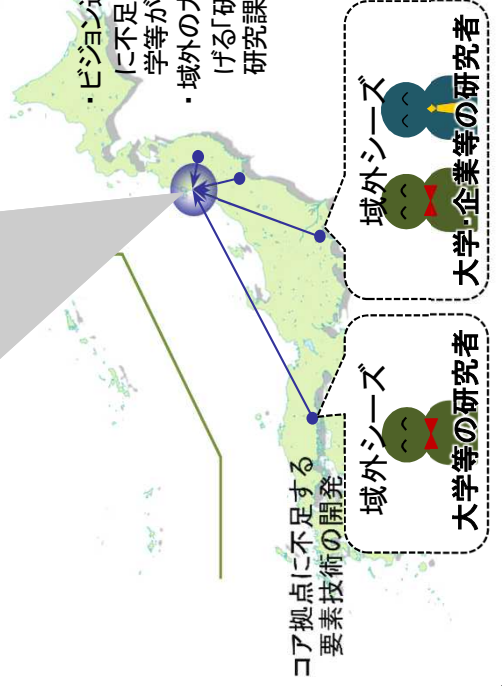 ・ビジョン達
に不足
学等が
・域外の大
げる「研
研究課
コア拠点に不足する
要素技術の開発
域外シーズ
大学等の研究者
域外シーズ
大学・企業等の研究者